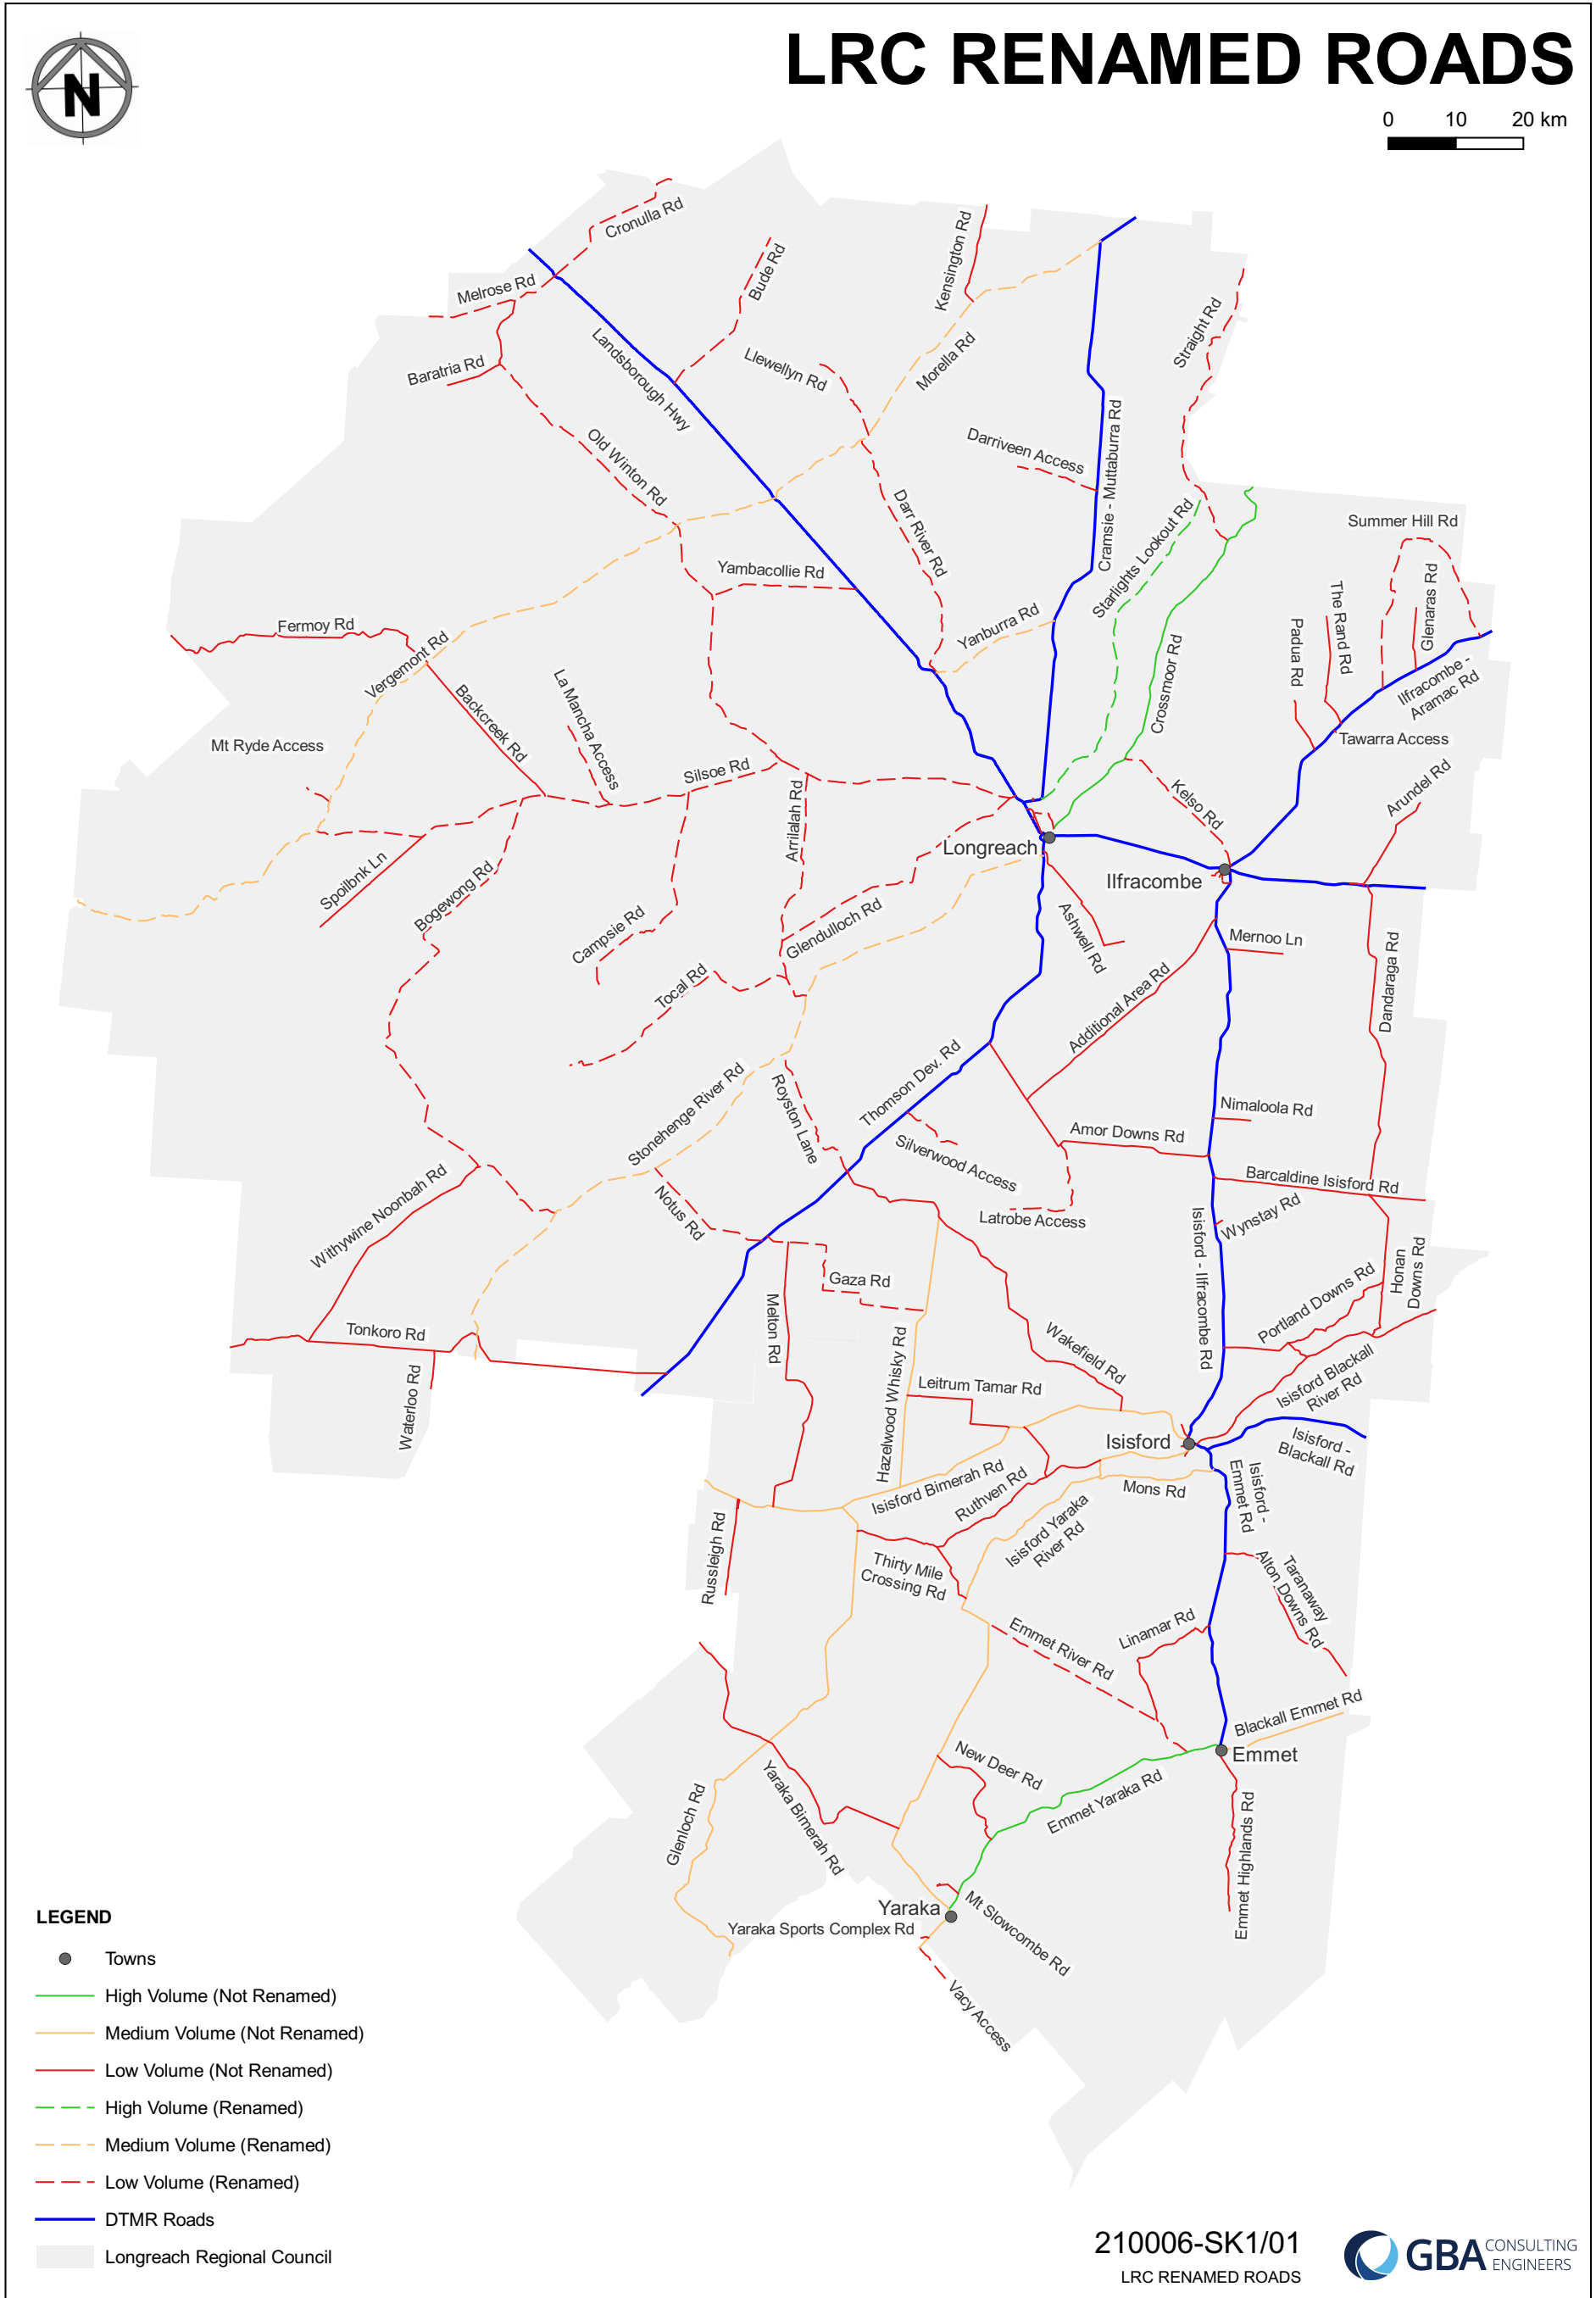 LRC RENAMED ROADS
N
0 10 20 km
Cronulla Rd
Melrose Rd
Bude Rd
Kensington Rd
Straight Rd
Baratria Rd
Landsborough Hwy
Llewellyn Rd
Morella Rd
Old Winton Rd
Darriveen Access
Cramsie - Muttaburra Rd
Darr River Rd
Starlights Lookout Rd
Summer Hill Rd
Yambacollie Rd
Glenaras Rd
The Rand Rd
Padua Rd
Fermoy Rd
Yanburra Rd
Vergemont Rd
Crossmoor Rd
Ilfracombe -
Aramac Rd
Backcreek Rd
La Mancha Access
Mt Ryde Access
Tawarra Access
Silsoe Rd
Kelso Rd
Arundel Rd
Arrilalah Rd
Longreach
Ilfracombe
Spoilbnk Ln
Bogewong Rd
Campsie Rd
Glendulloch Rd
Ashwell Rd
Mernoo Ln
Dandaraga Rd
Tocal Rd
Additional Area Rd
Stonehenge River Rd
Royston Lane
Thomson Dev. Rd
Nimaloola Rd
Amor Downs Rd
Silverwood Access
Barcaldine Isisford Rd
Withywine Noonbah Rd
Notus Rd
Latrobe Access
Wynstay Rd
Isisford - Ilfracombe Rd
Honan
Downs Rd
Gaza Rd
Portland Downs Rd
Tonkoro Rd
Melton Rd
Wakefield Rd
Waterloo Rd
Hazelwood Whisky Rd
Leitrum Tamar Rd
Isisford Blackall
River Rd
Isisford
Isisford -
Blackall Rd
Isisford Bimerah Rd
Ruthven Rd
Mons Rd
Isisford -
Emmet Rd
Isisford Yaraka
River Rd
Russleigh Rd
Thirty Mile
Crossing Rd
Taranaway
Alton Downs Rd
Emmet River Rd
Linamar Rd
Blackall Emmet Rd
Emmet
New Deer Rd
Emmet Yaraka Rd
Glenloch Rd
Yaraka Bimerah Rd
Emmet Highlands Rd
Yaraka
Mt Slowcombe Rd
Yaraka Sports Complex Rd
Vacy Access
LEGEND
Towns
High Volume (Not Renamed)
Medium Volume (Not Renamed)
Low Volume (Not Renamed)
High Volume (Renamed)
Medium Volume (Renamed)
Low Volume (Renamed)
DTMR Roads
Longreach Regional Council
210006-SK1/01
LRC RENAMED ROADS
GBA CONSULTING
ENGINEERS